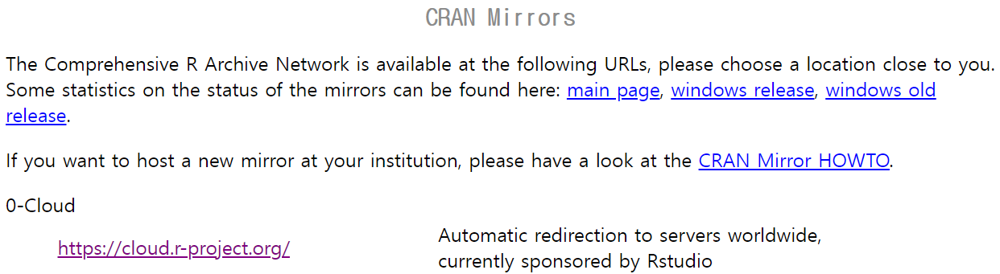 CRAN Mirrors
The Comprehensive R Archive Network is available at the following URLs, please choose a location close to you.
Some statistics on the status of the mirrors can be found here: main page, windows release, windows old
release.
If you want to host a new mirror at your institution, please have a look at the CRAN Mirror HOWTO.
0-Cloud
https://cloud.r-project.org/
Automatic redirection to servers worldwide,
currently sponsored by Rstudio